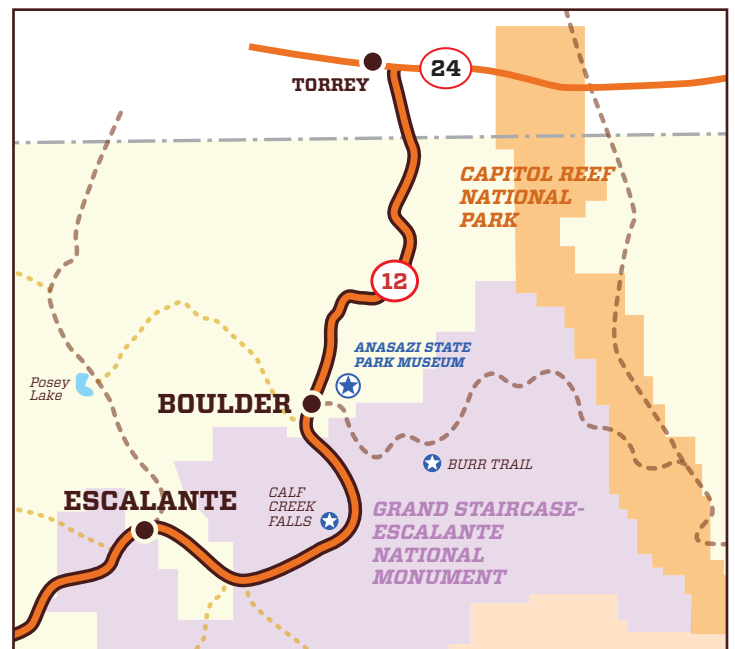 TORREY
24
CAPITOL REEF
NATIONAL
PARK
12
ANASAZI STATE
PARK MUSEUM
Posey
Lake
BOULDER
BURR TRAIL
ESCALANTE
CALF
CREEK
FALLS
GRAND STAIRCASE-
ESCALANTE
NATIONAL
MONUMENT